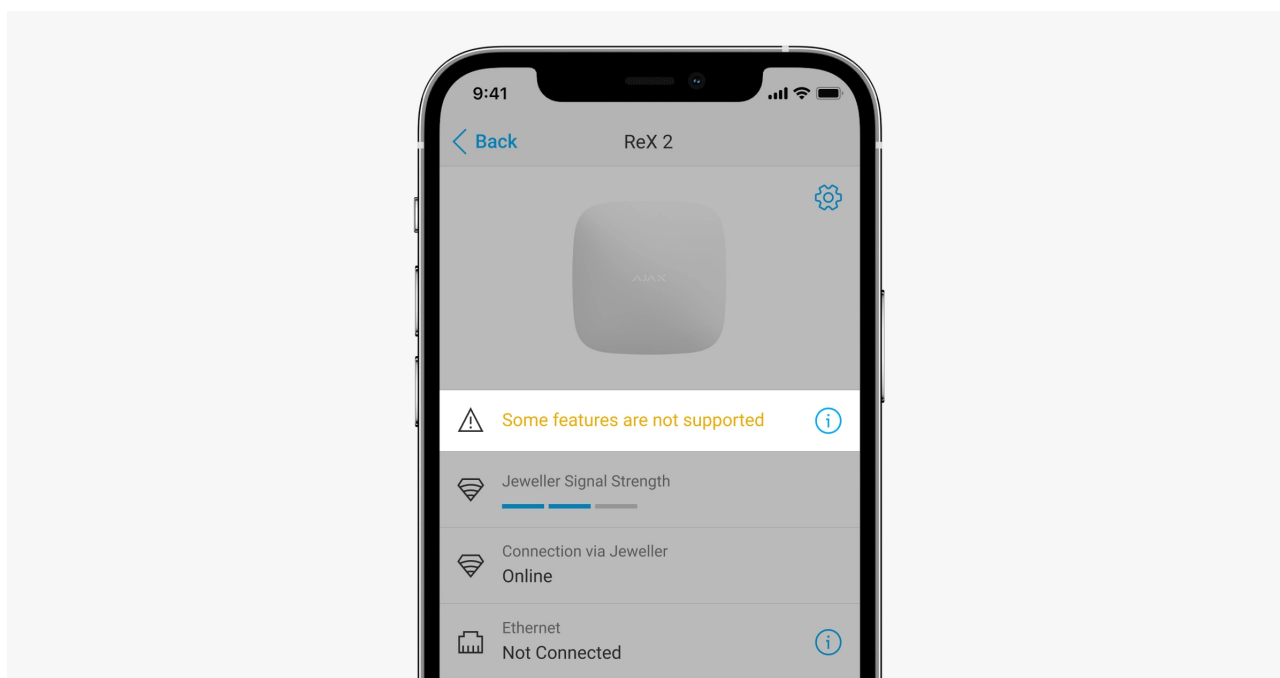 9:41
Back
ReX 2
AJAX
Some features are not supported
Jeweller Signal Strength
Connection via Jeweller
Online
Ethernet
Not Connected